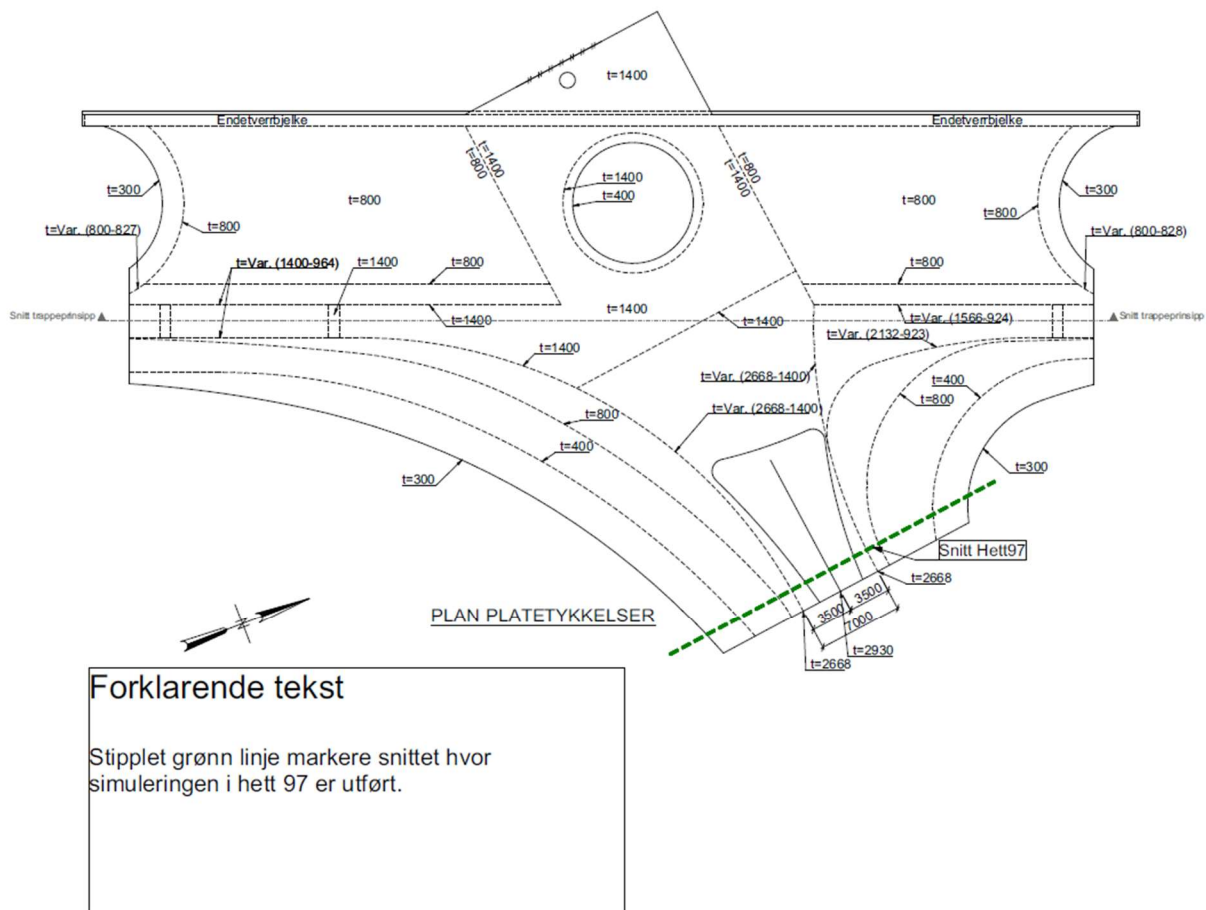 t=1400
Endetverrbjelke
Endetverrbjelke
t=1400
t=800
t=800
t=1400
t=300
t=1400
t=400
t=300
t=800
t=800
t=800
t=800
t=Var. (800-827)
t=Var. (800-828)
t=Var. (1400-964)
t=1400
t=800
t=800
Snitt trappeprinsipp
t=1400
t=1400
t=1400
t=Var. (1566-924)
Snitt trappeprinsipp
t=Var. (2132-923)
t=1400
t=Var. (2668-1400)
t=400
t=800
t=800
t=Var. (2668-1400)
t=400
t=300
t=300
Snitt Hett97
t=2668
3500
3500
7000
PLAN PLATETYKKELSER
t=2930
t=2668
N
Forklarende tekst
Stipplet grønn linje markere snittet hvor
simuleringen i hett 97 er utført.